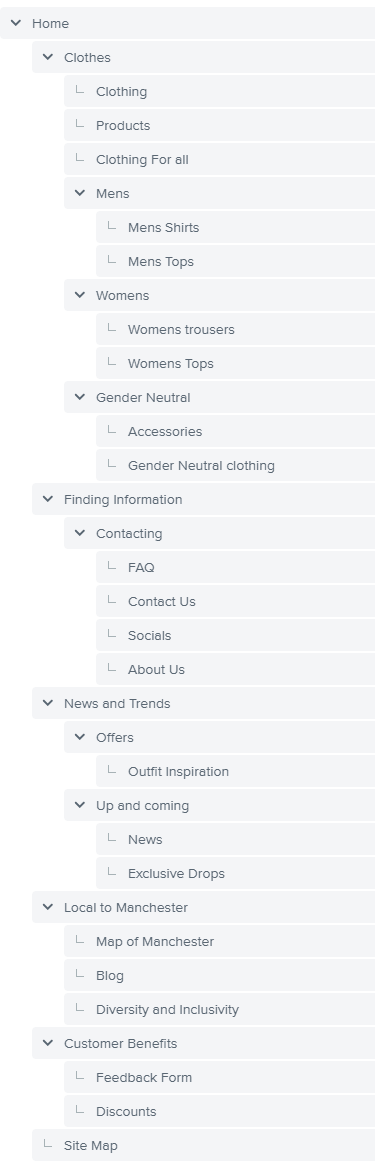 Home
Clothes
Clothing
Products
Clothing For all
Mens
Mens Shirts
Mens Tops
Womens
Womens trousers
Womens Tops
Gender Neutral
Accessories
Gender Neutral clothing
Finding Information
Contacting
FAQ
Contact Us
Socials
About Us
News and Trends
Offers
Outfit Inspiration
Up and coming
News
Exclusive Drops
Local to Manchester
Map of Manchester
Blog
Diversity and Inclusivity
Customer Benefits
Feedback Form
Discounts
Site Map